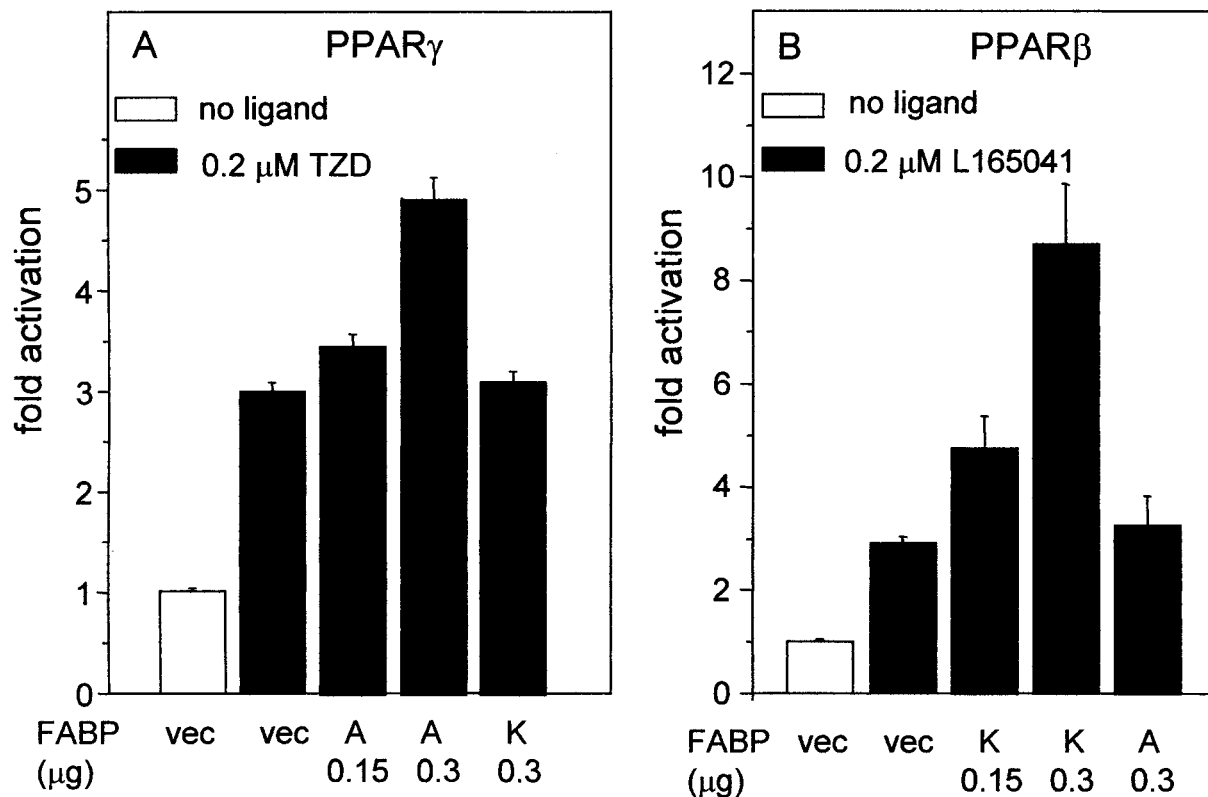 A PPARγ
no ligand
0.2 μM TZD
5
4
3
2
1
0
fold activation
FABP vec vec A A K
(μg) 0.15 0.3 0.3
B PPARβ
12
no ligand
0.2 μM L165041
10
8
6
4
2
0
fold activation
FABP vec vec K K A
(μg) 0.15 0.3 0.3